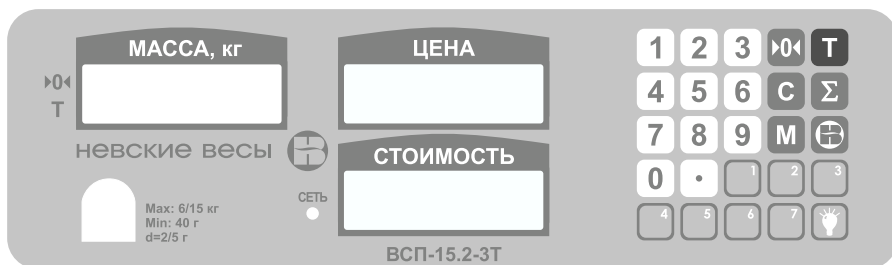 МАССА, кг
▸0◂
Т
ЦЕНА
невские весы
СТОИМОСТЬ
Max: 6/15 кг
Min: 40 г
d=2/5 г
СЕТЬ
ВСП-15.2-3Т
1 2 3 ▸0◂ Т
4 5 6 С Σ
7 8 9 М
0 · 1 2 3
4 5 6 7